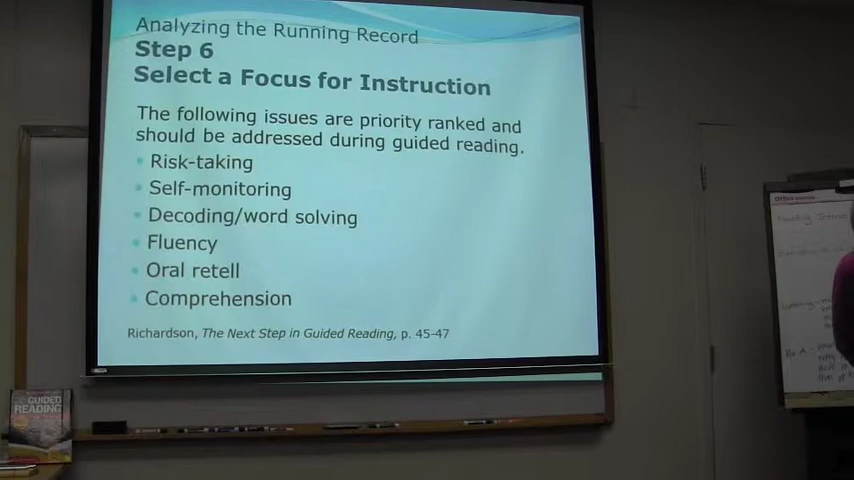 Analyzing the Running Record
Step 6
Select a Focus for Instruction
The following issues are priority ranked and
should be addressed during guided reading.
• Risk-taking
• Self-monitoring
• Decoding/word solving
• Fluency
• Oral retell
• Comprehension
Richardson, The Next Step in Guided Reading, p. 45-47
GUIDED
READING